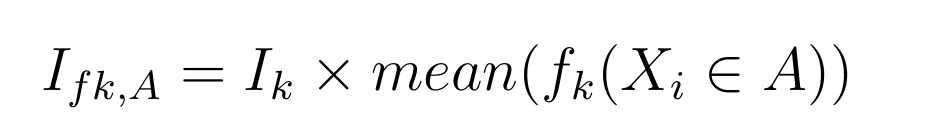 I_{fk,A} = I_k × mean(f_k(X_i ∈ A))